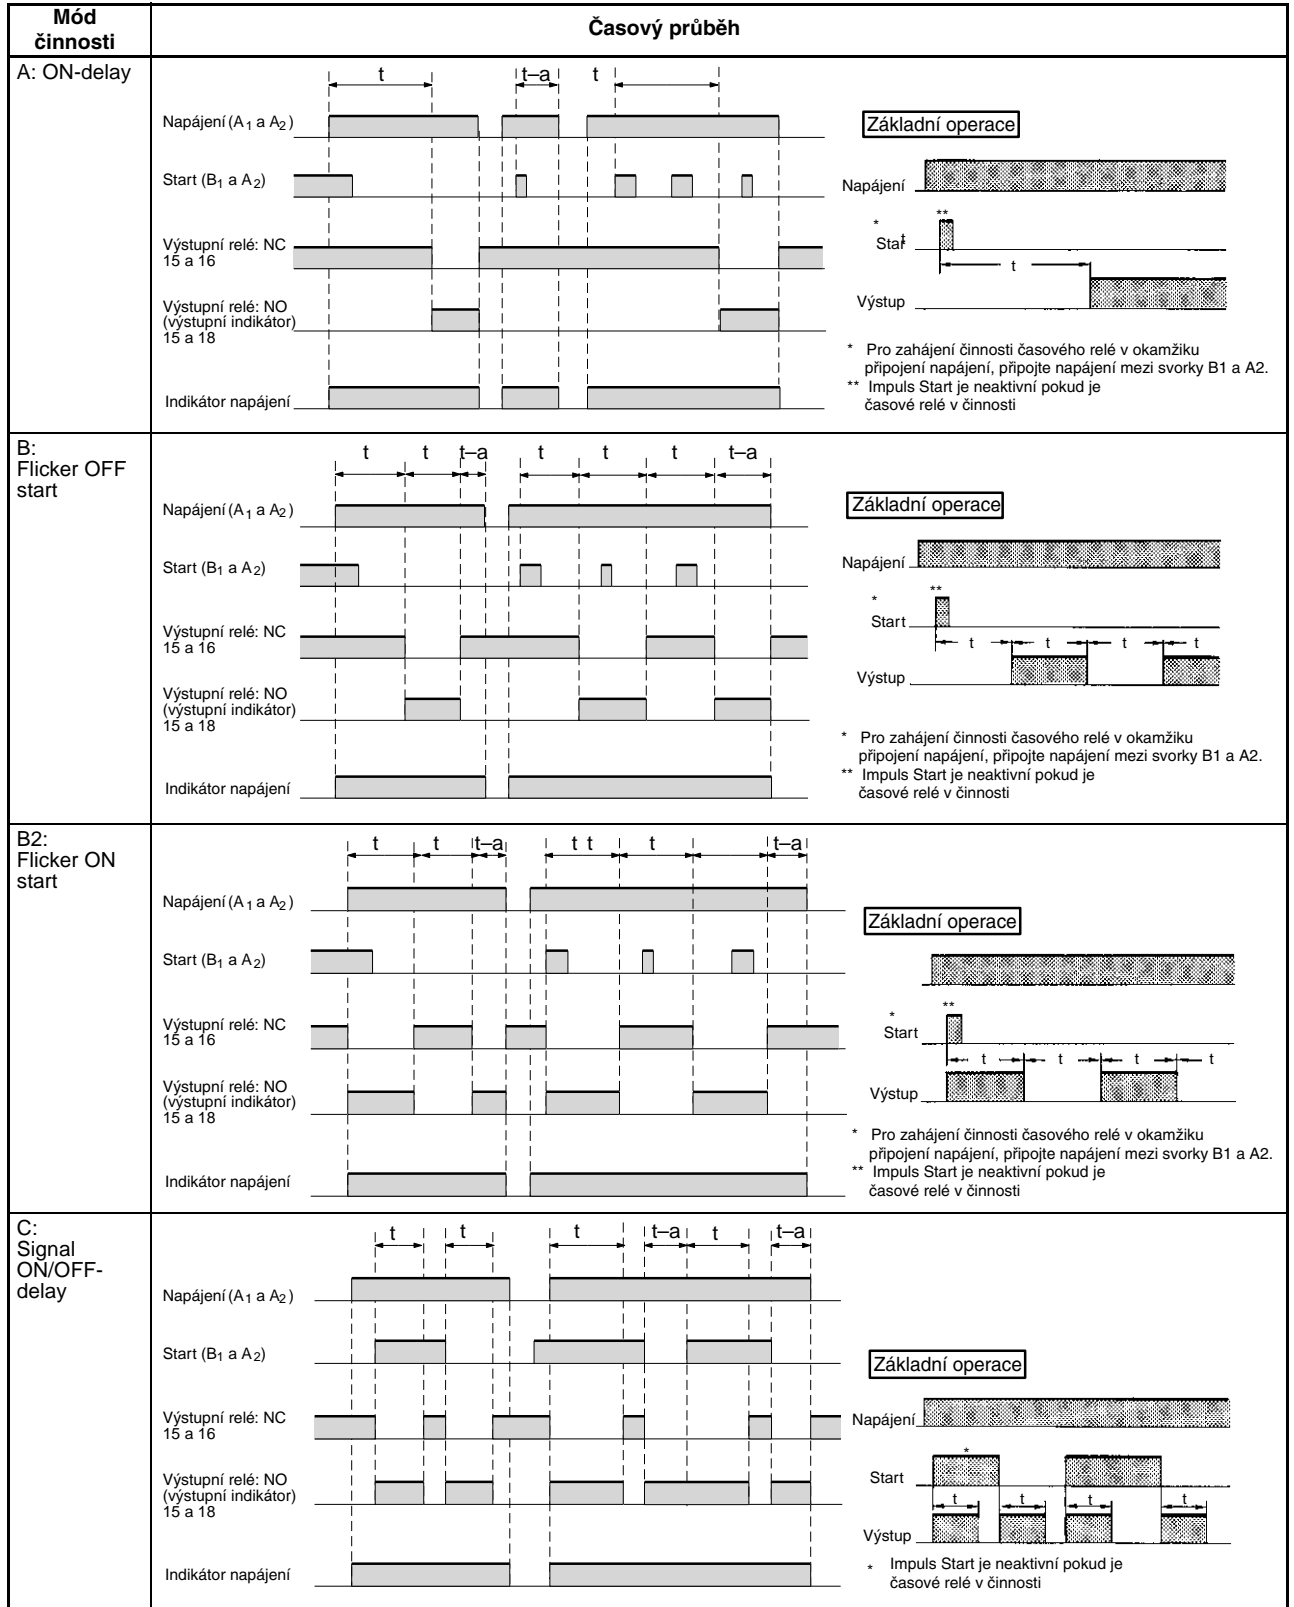 Mód
činnosti
Časový průběh
A: ON-delay
t
t–a
t
Napájení (A1 a A2)
Start (B1 a A2)
Výstupní relé: NC
15 a 16
Výstupní relé: NO
(výstupní indikátor)
15 a 18
Indikátor napájení
Základní operace
Napájení
**
*
Start
t
Výstup
* Pro zahájení činnosti časového relé v okamžiku
připojení napájení, připojte napájení mezi svorky B1 a A2.
** Impuls Start je neaktivní pokud je
časové relé v činnosti
B:
Flicker OFF
start
t t t–a t t t t–a
Napájení (A1 a A2)
Start (B1 a A2)
Výstupní relé: NC
15 a 16
Výstupní relé: NO
(výstupní indikátor)
15 a 18
Indikátor napájení
Základní operace
Napájení
**
*
Start
t t t t
Výstup
* Pro zahájení činnosti časového relé v okamžiku
připojení napájení, připojte napájení mezi svorky B1 a A2.
** Impuls Start je neaktivní pokud je
časové relé v činnosti
B2:
Flicker ON
start
t t t–a t t t t–a
Napájení (A1 a A2)
Start (B1 a A2)
Výstupní relé: NC
15 a 16
Výstupní relé: NO
(výstupní indikátor)
15 a 18
Indikátor napájení
Základní operace
**
*
Start
t t t t
Výstup
* Pro zahájení činnosti časového relé v okamžiku
připojení napájení, připojte napájení mezi svorky B1 a A2.
** Impuls Start je neaktivní pokud je
časové relé v činnosti
C:
Signal
ON/OFF-
delay
t t t t–a t t–a
Napájení (A1 a A2)
Start (B1 a A2)
Výstupní relé: NC
15 a 16
Výstupní relé: NO
(výstupní indikátor)
15 a 18
Indikátor napájení
Základní operace
Napájení
*
Start
t t t t
Výstup
* Impuls Start je neaktivní pokud je
časové relé v činnosti